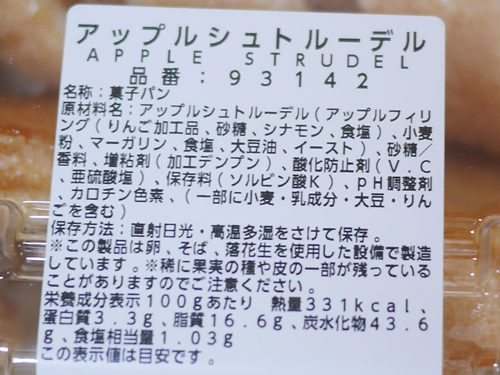 アップルシュトルーデル
APPLE STRUDEL
品番:93142
名称:菓子パン
原材料名:アップルシュトルーデル(アップルフィリ
ング(りんご加工品、砂糖、シナモン、食塩)、小麦
粉、マーガリン、食塩、大豆油、イースト)、砂糖/
香料、増粘剤(加工デンプン)、酸化防止剤(V.C
、亜硫酸塩)、保存料(ソルビン酸K)、pH調整剤
、カロチン色素、(一部に小麦・乳成分・大豆・りん
ごを含む)
保存方法:直射日光・高温多湿をさけて保存。
※この製品は卵、そば、落花生を使用した設備で製造
しています。※稀に果実の種や皮の一部が残っている
ことがありますのでご注意ください。
栄養成分表示100gあたり 熱量331kcal、
蛋白質3.3g、脂質16.6g、炭水化物43.6
g、食塩相当量1.03g
この表示値は目安です。